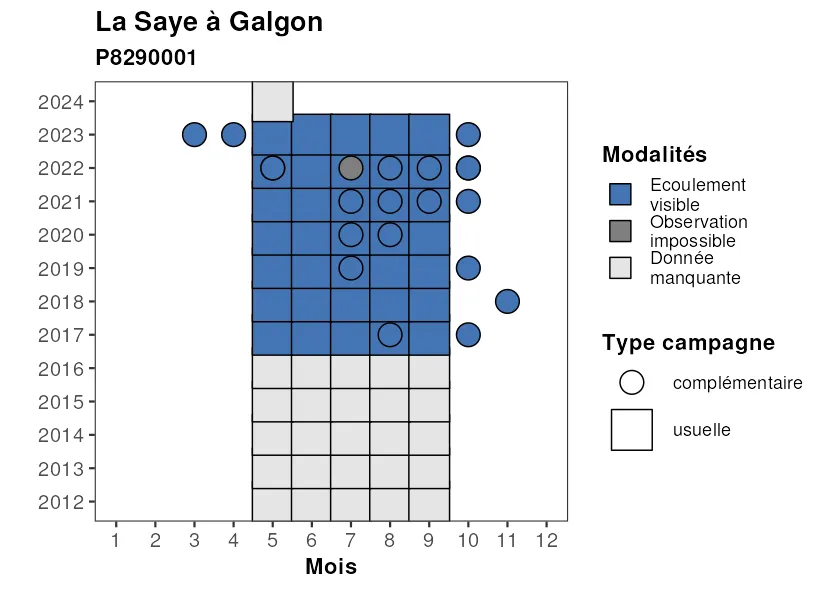 La Saye à Galgon
P8290001
2024
2023
2022
2021
2020
2019
2018
2017
2016
2015
2014
2013
2012
1 2 3 4 5 6 7 8 9 10 11 12
Mois
Modalités
Ecoulement
visible
Observation
impossible
Donnée
manquante
Type campagne
complémentaire
usuelle